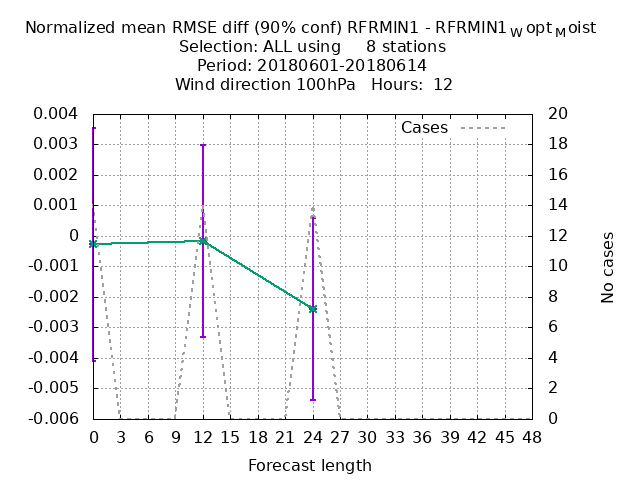 Normalized mean RMSE diff (90% conf) RFRMIN1 - RFRMIN1WoptMoist
Selection: ALL using 8 stations
Period: 20180601-20180614
Wind direction 100hPa Hours: 12
Cases
0.004
0.003
0.002
0.001
0
-0.001
-0.002
-0.003
-0.004
-0.005
-0.006
20
18
16
14
12
10
8
6
4
2
0
No cases
0 3 6 9 12 15 18 21 24 27 30 33 36 39 42 45 48
Forecast length